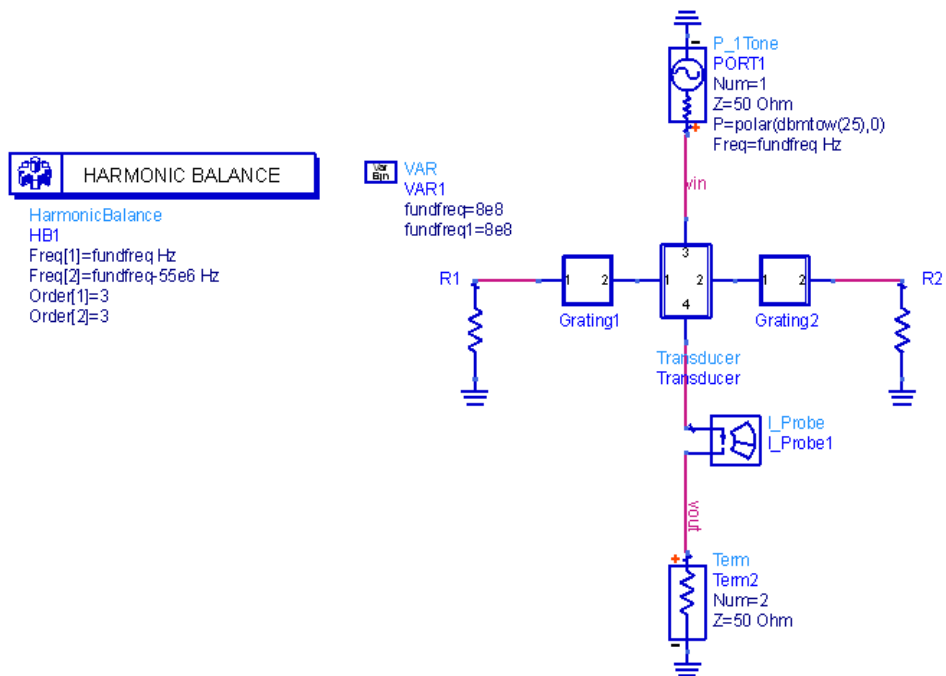 P_1Tone
PORT1
Num=1
Z=50 Ohm
P=polar(dbmtow(25),0)
Freq=fundfreq Hz
HARMONIC BALANCE
HarmonicBalance
HB1
Freq[1]=fundfreq Hz
Freq[2]=fundfreq-55e6 Hz
Order[1]=3
Order[2]=3
Var
Eqn
VAR
VAR1
fundfreq=8e8
fundfreq1=8e8
vin
R1
1 2
Grating1
3
1 2
4
1 2
Grating2
R2
Transducer
Transducer
I_Probe
I_Probe1
vout
Term
Term2
Num=2
Z=50 Ohm